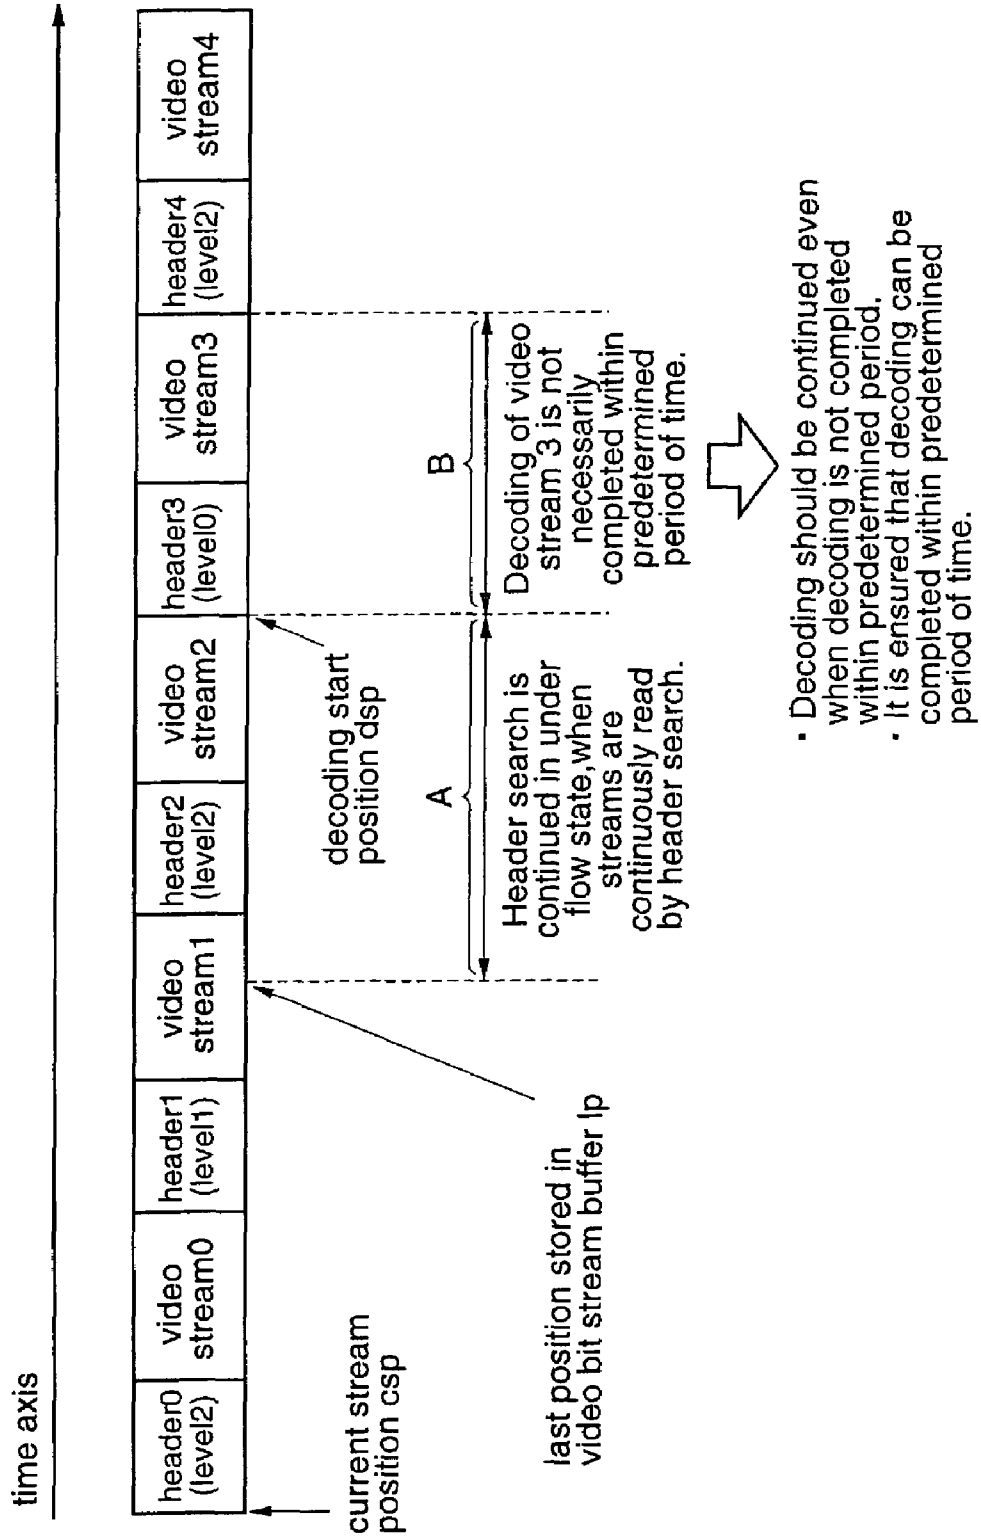 time axis
header0
(level2)
video
stream0
header1
(level1)
video
stream1
header2
(level2)
video
stream2
header3
(level0)
video
stream3
header4
(level2)
video
stream4
current stream
position csp
last position stored in
video bit stream buffer lp
decoding start
position dsp
A
Header search is
continued in under
flow state,when
streams are
continuously read
by header search.
B
Decoding of video
stream 3 is not
necessarily
completed within
predetermined
period of time.
· Decoding should be continued even
when decoding is not completed
within predetermined period.
· It is ensured that decoding can be
completed within predetermined
period of time.